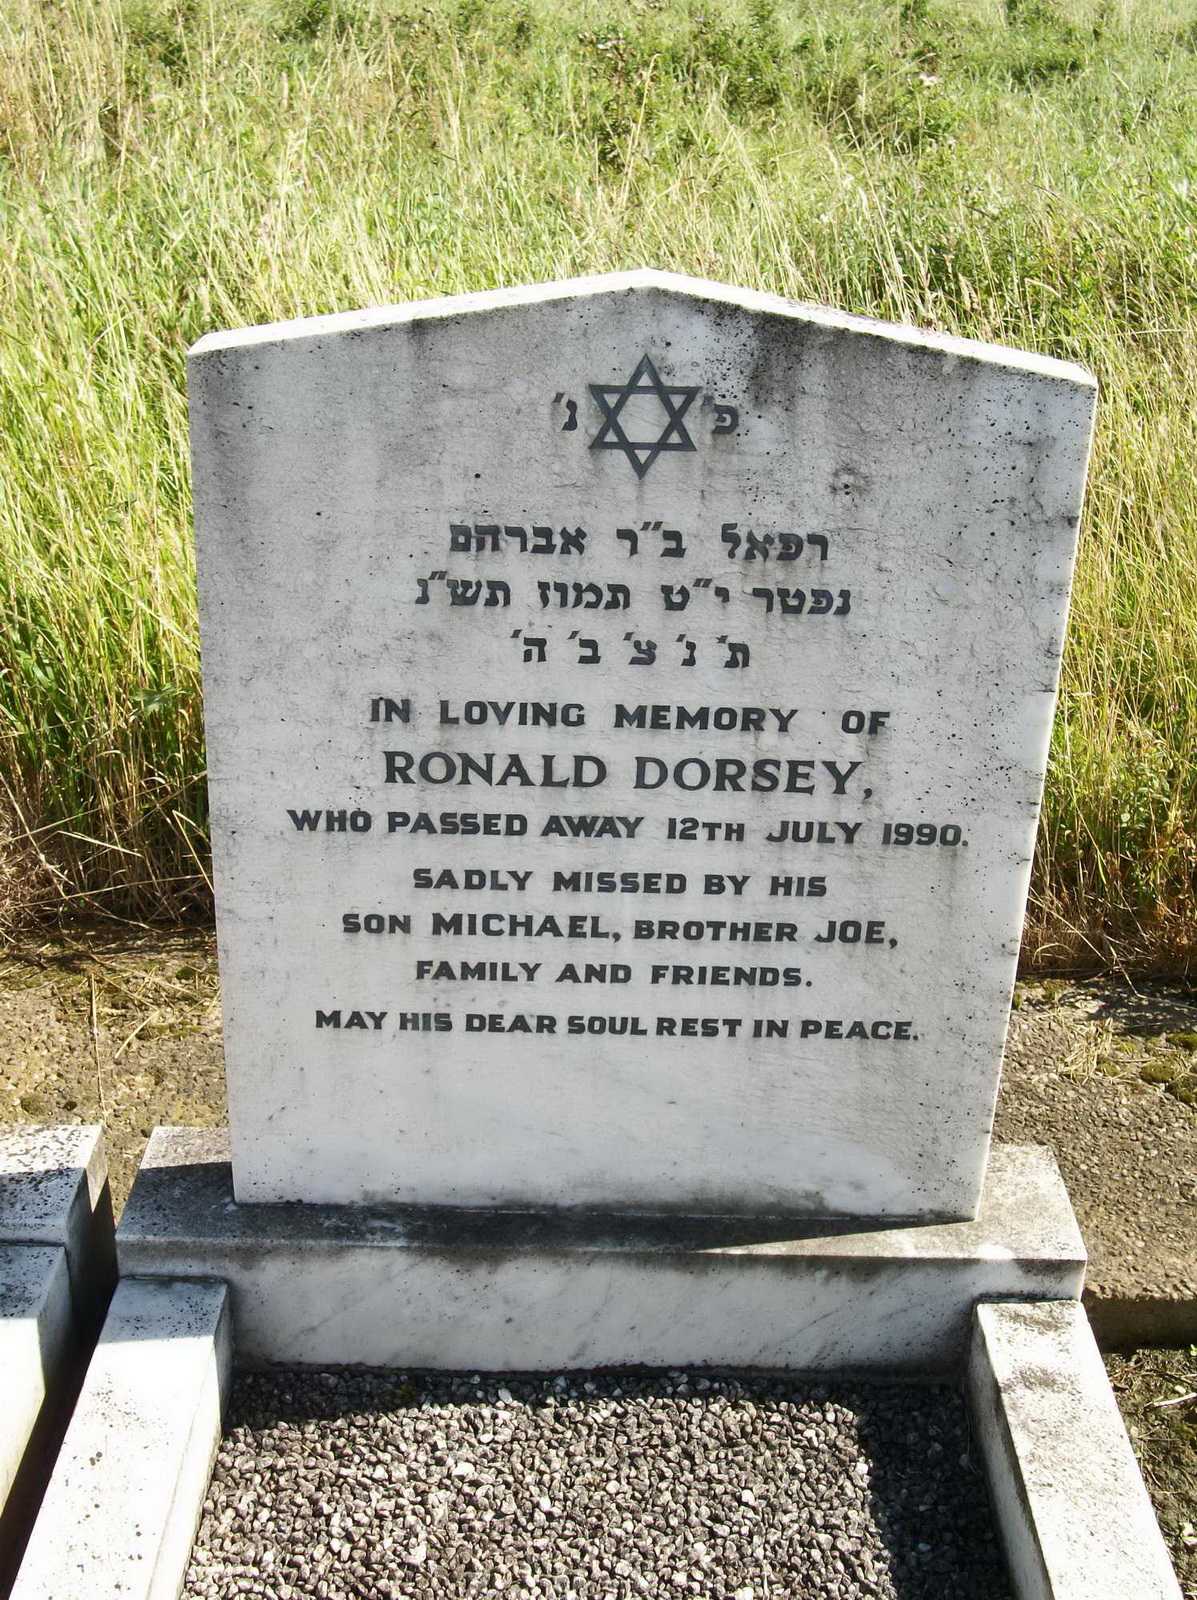 פ׳ נ׳
רפאל ב״ר אברהם
נפטר י״ט תמוז תש״נ
ת׳ נ׳ צ׳ ב׳ ה׳
IN LOVING MEMORY OF
RONALD DORSEY,
WHO PASSED AWAY 12TH JULY 1990.
SADLY MISSED BY HIS
SON MICHAEL, BROTHER JOE,
FAMILY AND FRIENDS.
MAY HIS DEAR SOUL REST IN PEACE.